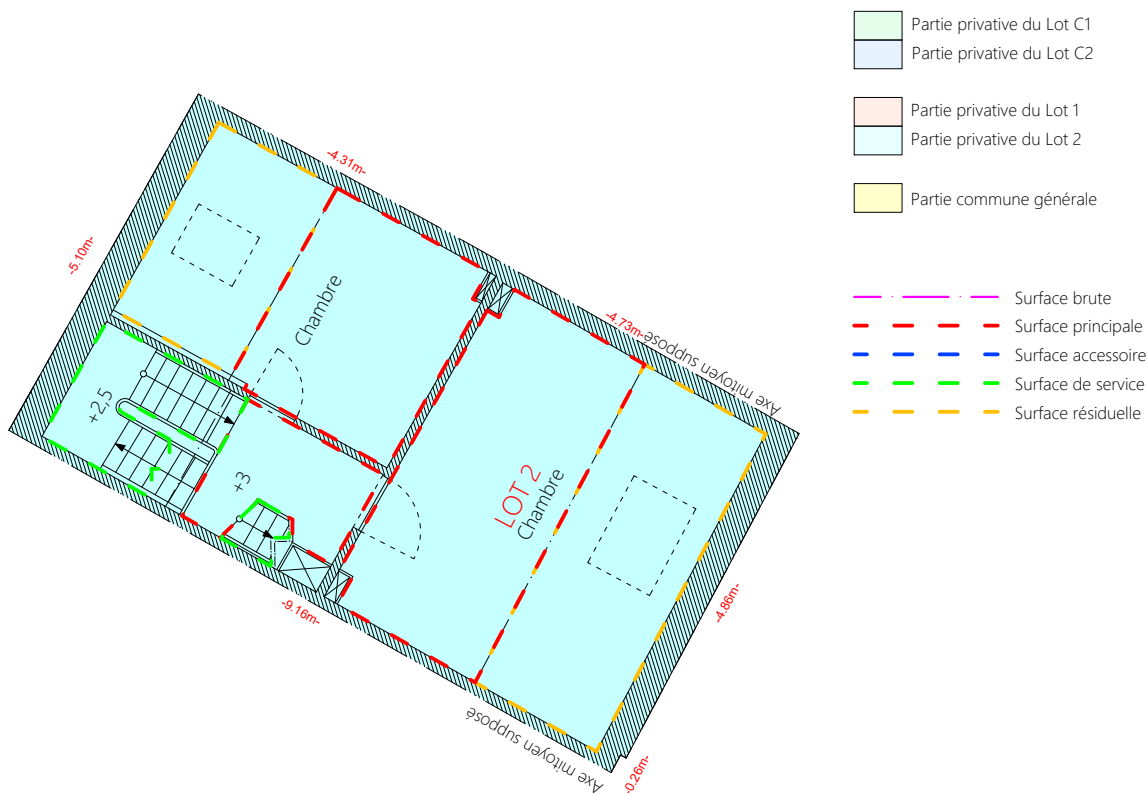 Partie privative du Lot C1
Partie privative du Lot C2
Partie privative du Lot 1
Partie privative du Lot 2
Partie commune générale
Surface brute
Surface principale
Surface accessoire
Surface de service
Surface résiduelle
-4.31m-
-5.10m-
Chambre
-4.73m-
Axe mitoyen supposé
+2,5
+3
LOT 2
Chambre
-9.16m-
-4.86m-
Axe mitoyen supposé
-0.26m-